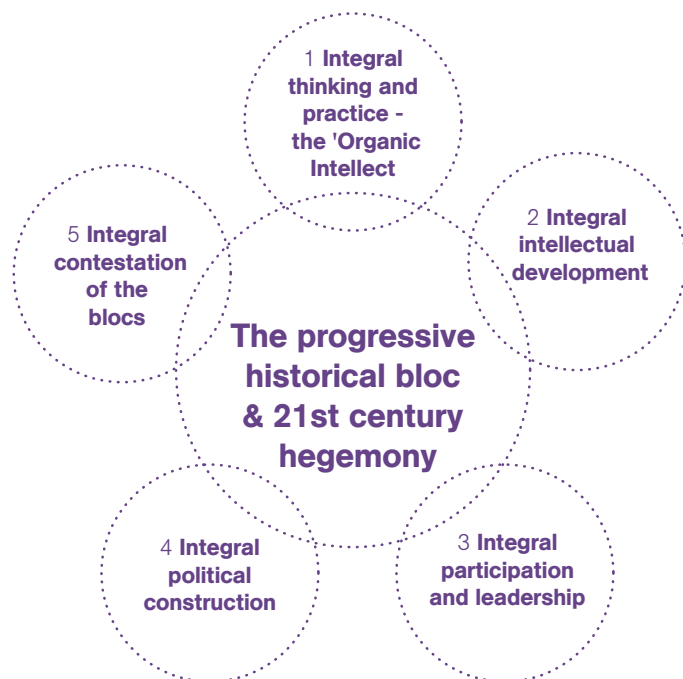 1 Integral
thinking and
practice -
the 'Organic
Intellect
2 Integral
intellectual
development
3 Integral
participation
and leadership
4 Integral
political
construction
5 Integral
contestation
of the
blocs
The progressive
historical bloc
& 21st century
hegemony